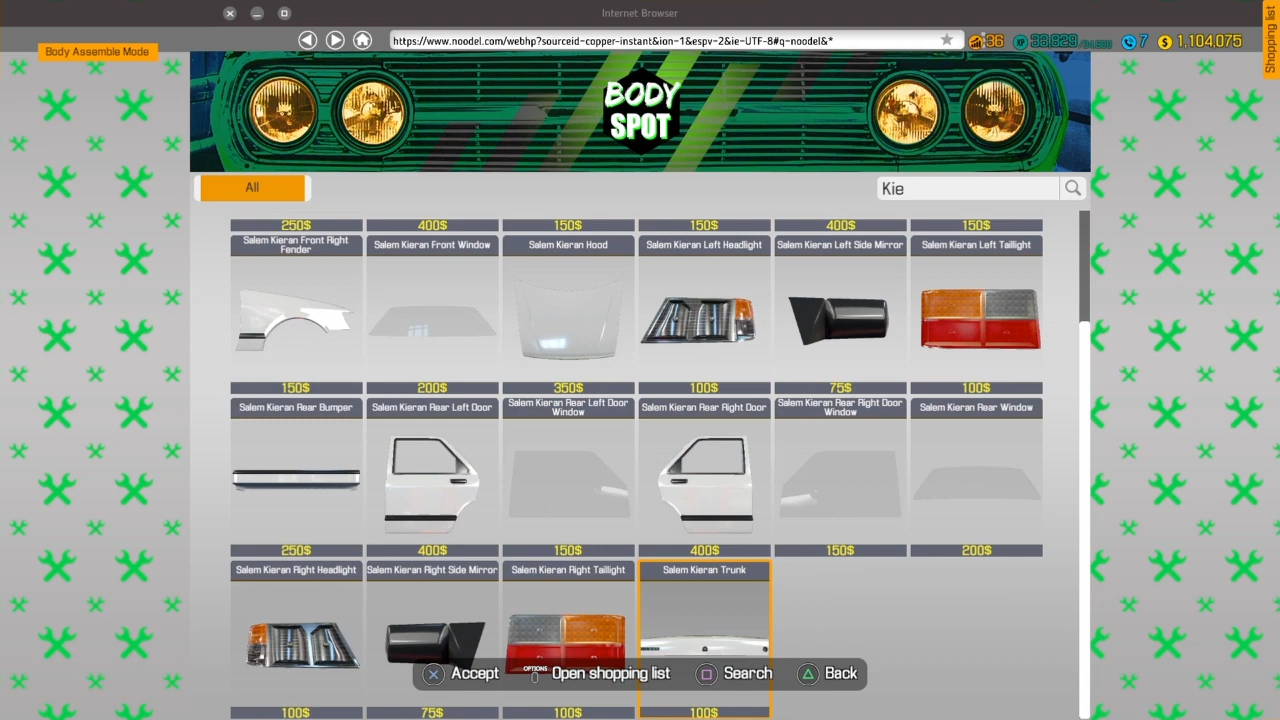 Internet Browser
Body Assemble Mode
https://www.noodel.com/webhp?sourceid=copper-instant&ion=1&espv=2&ie=UTF-8#q=noodel&*
36
XP
7
$ 1,104,075
Shopping list
BODY
SPOT
All
Kie
250$ 400$ 150$ 150$ 400$ 150$
Salem Kieran Front Right
Fender
Salem Kieran Front Window
Salem Kieran Hood
Salem Kieran Left Headlight
Salem Kieran Left Side Mirror
Salem Kieran Left Taillight
150$ 200$ 350$ 100$ 75$ 100$
Salem Kieran Rear Bumper
Salem Kieran Rear Left Door
Salem Kieran Rear Left Door
Window
Salem Kieran Rear Right Door
Salem Kieran Rear Right Door
Window
Salem Kieran Rear Window
250$ 400$ 150$ 400$ 150$ 200$
Salem Kieran Right Headlight
Salem Kieran Right Side Mirror
Salem Kieran Right Taillight
Salem Kieran Trunk
Accept
OPTIONS
Open shopping list
Search
Back
100$ 75$ 100$ 100$